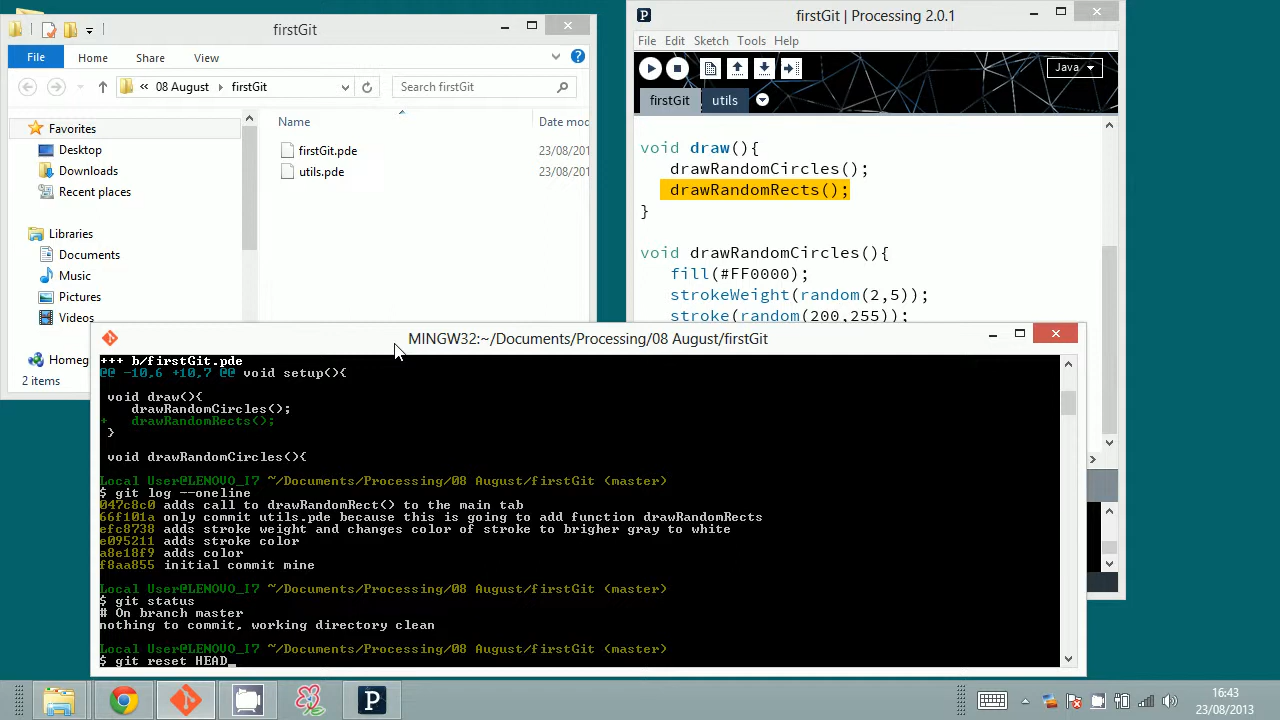 firstGit
File
Home
Share
View
08 August
firstGit
Search firstGit
Favorites
Desktop
Downloads
Recent places
Libraries
Documents
Music
Pictures
Videos
Homeg
2 items
Name
Date mod
firstGit.pde
23/08/201
utils.pde
23/08/201
firstGit | Processing 2.0.1
File Edit Sketch Tools Help
Java
firstGit utils
void draw(){
drawRandomCircles();
drawRandomRects();
}
void drawRandomCircles(){
fill(#FF0000);
strokeWeight(random(2,5));
stroke(random(200,255));
MINGW32:~/Documents/Processing/08 August/firstGit
+++ b/firstGit.pde
@@ -10,6 +10,7 @@ void setup(){
void draw(){
drawRandomCircles();
+ drawRandomRects();
}
void drawRandomCircles(){
Local User@LENOVO_I7 ~/Documents/Processing/08 August/firstGit (master)
$ git log --oneline
047c8c0 adds call to drawRandomRect() to the main tab
66f101a only commit utils.pde because this is going to add function drawRandomRects
efc8738 adds stroke weight and changes color of stroke to brigher gray to white
e095211 adds stroke color
a8e18f9 adds color
f8aa855 initial commit mine
Local User@LENOVO_I7 ~/Documents/Processing/08 August/firstGit (master)
$ git status
# On branch master
nothing to commit, working directory clean
Local User@LENOVO_I7 ~/Documents/Processing/08 August/firstGit (master)
$ git reset HEAD_
16:43
23/08/2013